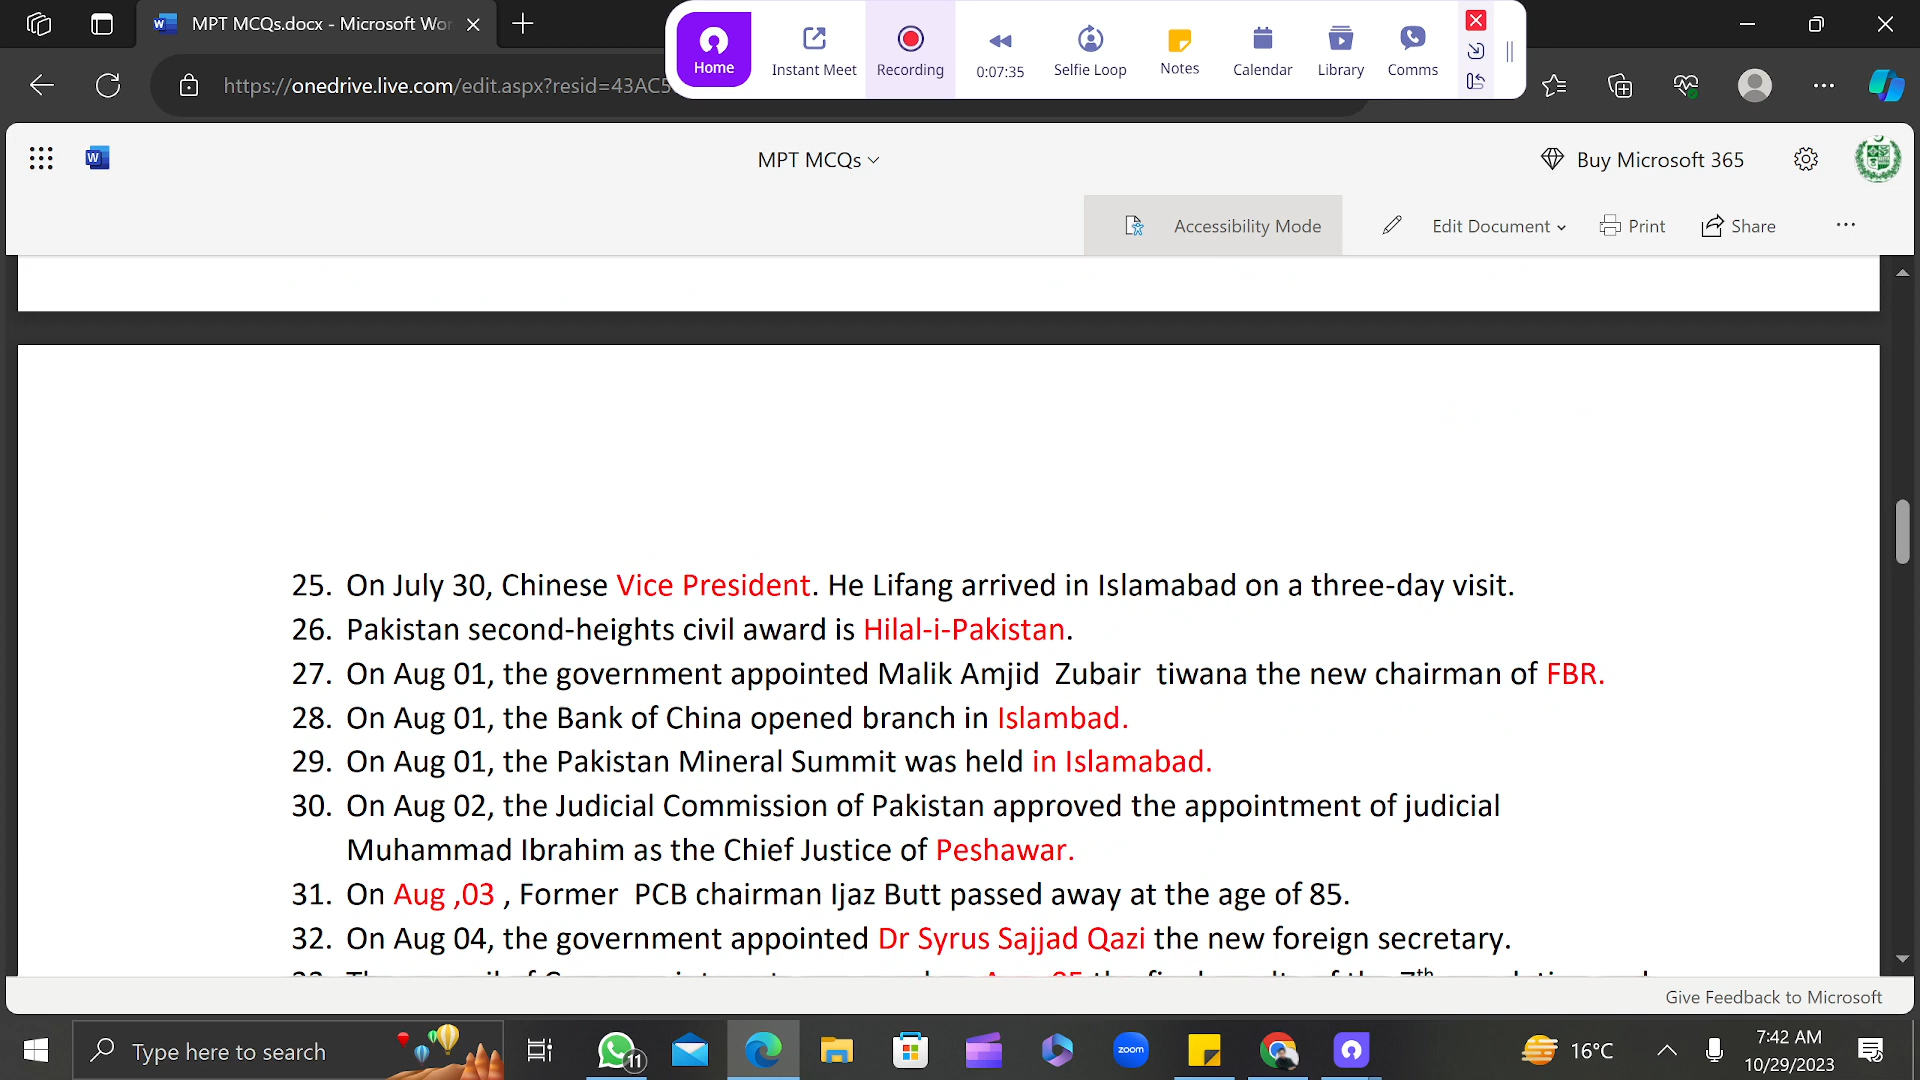 MPT MCQs.docx - Microsoft Wor
Home
Instant Meet
Recording
0:07:35
Selfie Loop
Notes
Calendar
Library
Comms
https://onedrive.live.com/edit.aspx?resid=43AC5
W
MPT MCQs
Buy Microsoft 365
Accessibility Mode
Edit Document
Print
Share
25. On July 30, Chinese Vice President. He Lifang arrived in Islamabad on a three-day visit.
26. Pakistan second-heights civil award is Hilal-i-Pakistan.
27. On Aug 01, the government appointed Malik Amjid Zubair tiwana the new chairman of FBR.
28. On Aug 01, the Bank of China opened branch in Islambad.
29. On Aug 01, the Pakistan Mineral Summit was held in Islamabad.
30. On Aug 02, the Judicial Commission of Pakistan approved the appointment of judicial
Muhammad Ibrahim as the Chief Justice of Peshawar.
31. On Aug ,03 , Former PCB chairman Ijaz Butt passed away at the age of 85.
32. On Aug 04, the government appointed Dr Syrus Sajjad Qazi the new foreign secretary.
Give Feedback to Microsoft
Type here to search
11
zoom
16°C
7:42 AM
10/29/2023